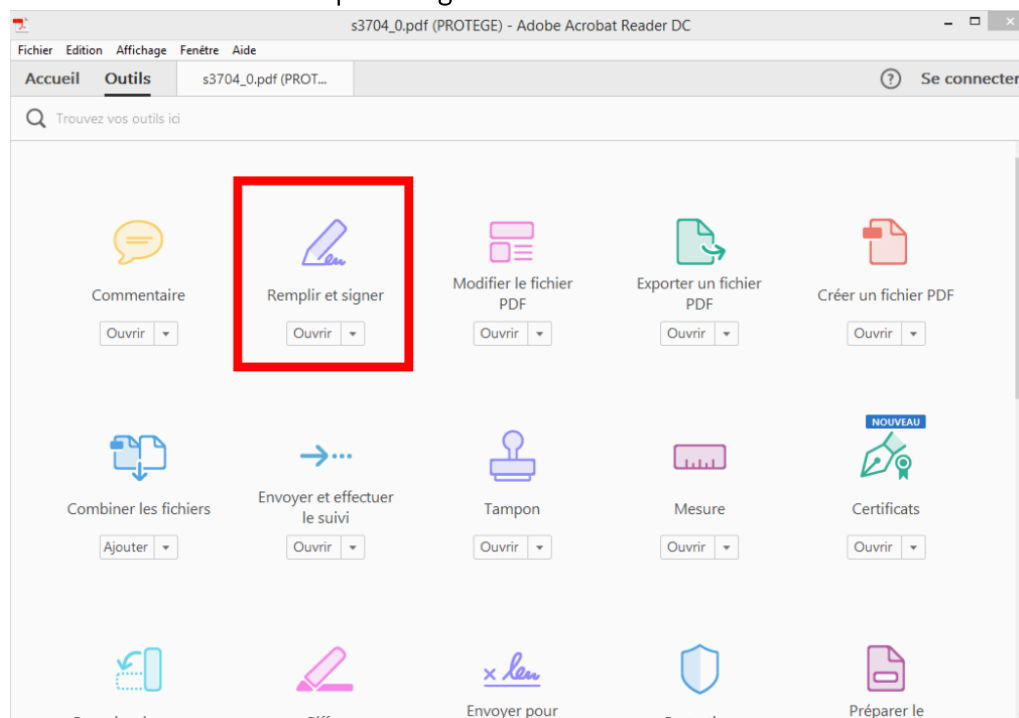 s3704_0.pdf (PROTEGE) - Adobe Acrobat Reader DC
Fichier Edition Affichage Fenêtre Aide
Accueil Outils s3704_0.pdf (PROT... ? Se connecter
Trouvez vos outils ici
Commentaire
Ouvrir
Remplir et signer
Ouvrir
Modifier le fichier
PDF
Ouvrir
Exporter un fichier
PDF
Ouvrir
Créer un fichier PDF
Ouvrir
Combiner les fichiers
Ajouter
Envoyer et effectuer
le suivi
Ouvrir
Tampon
Ouvrir
Mesure
Ouvrir
NOUVEAU
Certificats
Ouvrir
Envoyer pour
Préparer le